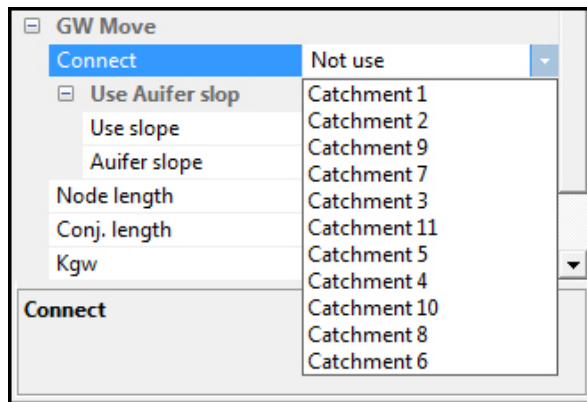 GW Move
Connect Not use
Use Auifer slop
Catchment 1
Catchment 2
Use slope
Catchment 9
Auifer slope
Catchment 7
Node length
Catchment 3
Conj. length
Catchment 11
Kgw
Catchment 5
Catchment 4
Connect
Catchment 10
Catchment 8
Catchment 6